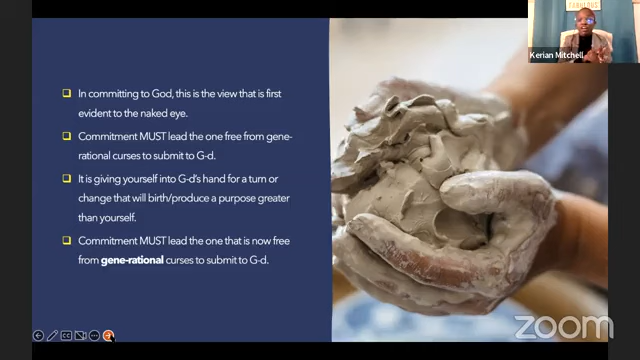 FABULOUS
Kerian Mitchell
In committing to God, this is the view that is first
evident to the naked eye.
Commitment MUST lead the one free from gene-
rational curses to submit to G-d.
It is giving yourself into G-d's hand for a turn or
change that will birth/produce a purpose greater
than yourself.
Commitment MUST lead the one that is now free
from gene-rational curses to submit to G-d.
CC
zoom